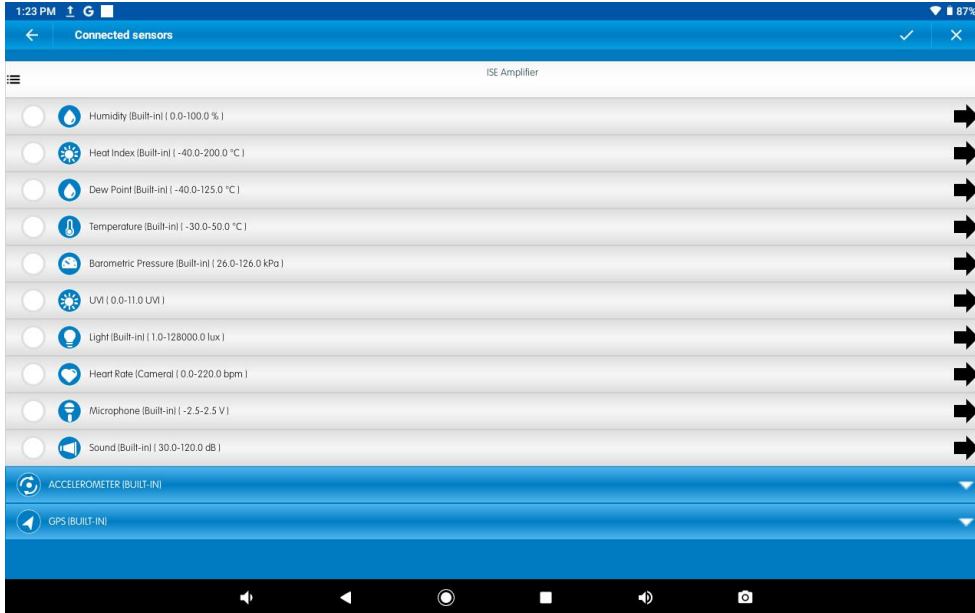 1:23 PM G 87%
Connected sensors
ISE Amplifier
Humidity (Built-in) ( 0.0-100.0 % )
Heat Index (Built-in) ( -40.0-200.0 °C )
Dew Point (Built-in) ( -40.0-125.0 °C )
Temperature (Built-in) ( -30.0-50.0 °C )
Barometric Pressure (Built-in) ( 26.0-126.0 kPa )
UVI ( 0.0-11.0 UVI )
Light (Built-in) ( 1.0-128000.0 lux )
Heart Rate (Camera) ( 0.0-220.0 bpm )
Microphone (Built-in) ( -2.5-2.5 V )
Sound (Built-in) ( 30.0-120.0 dB )
ACCELEROMETER (BUILT-IN)
GPS (BUILT-IN)